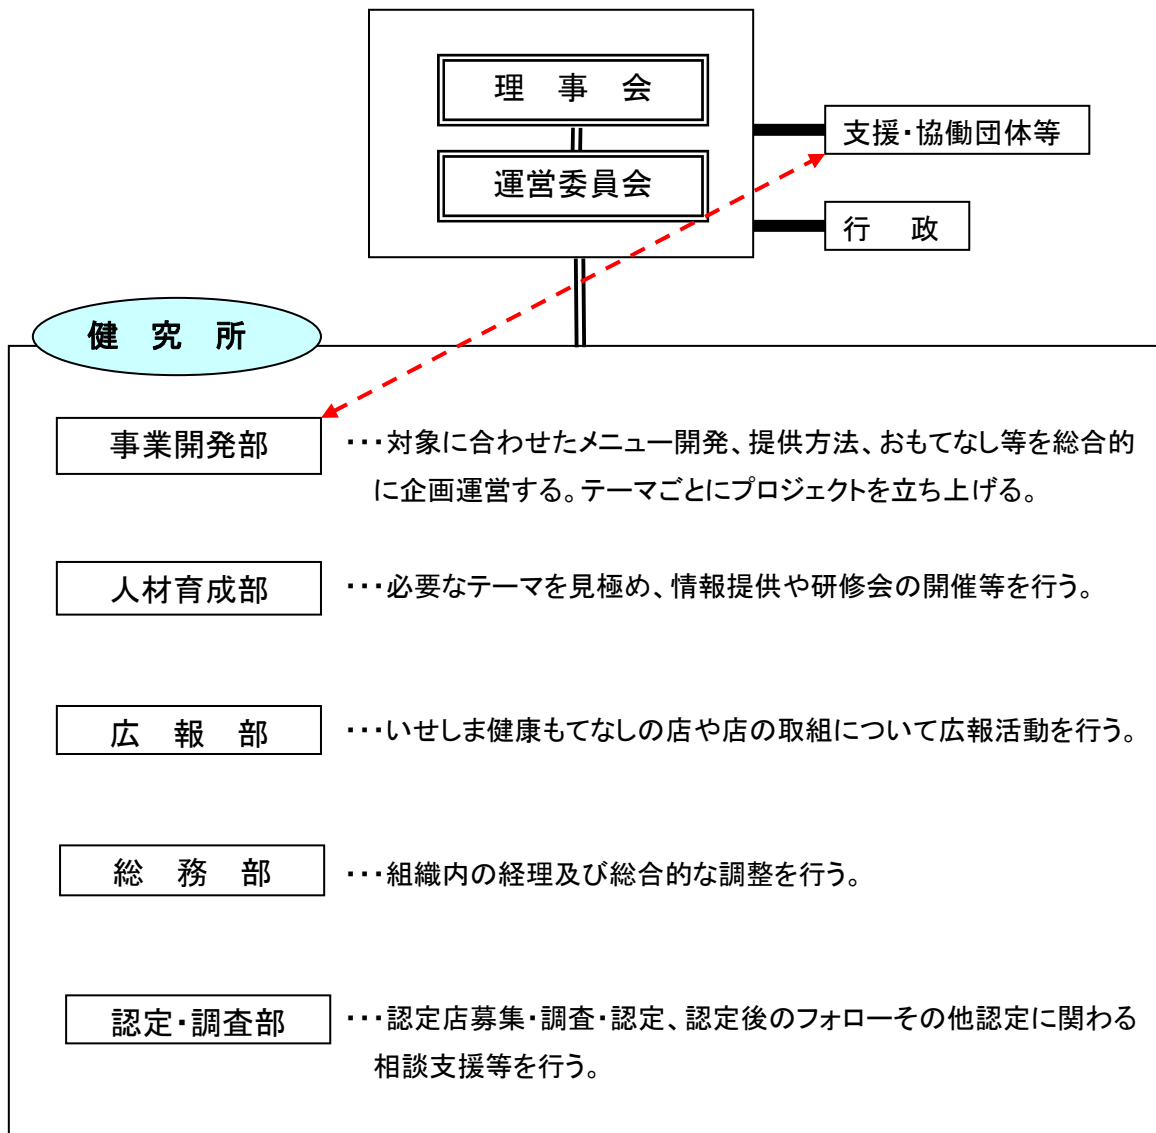 理　事　会
運営委員会
支援・協働団体等
行　政
健　究　所
事業開発部
・・・対象に合わせたメニュー開発、提供方法、おもてなし等を総合的
に企画運営する。テーマごとにプロジェクトを立ち上げる。
人材育成部
・・・必要なテーマを見極め、情報提供や研修会の開催等を行う。
広　報　部
・・・いせしま健康もてなしの店や店の取組について広報活動を行う。
総　務　部
・・・組織内の経理及び総合的な調整を行う。
認定・調査部
・・・認定店募集・調査・認定、認定後のフォローその他認定に関わる
相談支援等を行う。